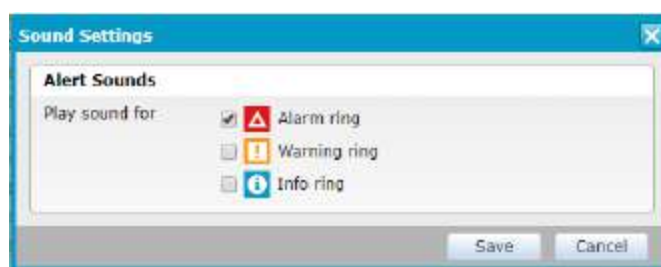 Sound Settings
Alert Sounds
Play sound for
Alarm ring
Warning ring
Info ring
Save Cancel